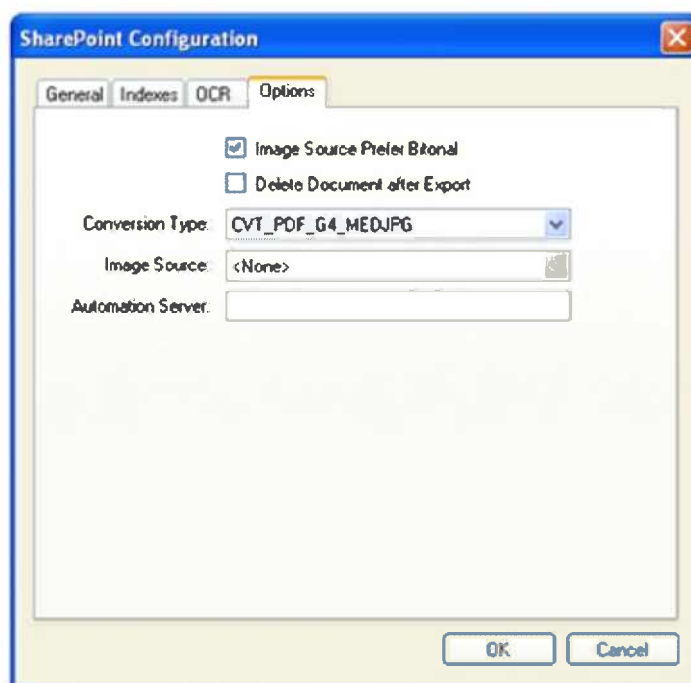 SharePoint Configuration
General Indexes OCR Options
Image Source Prefer Bitonal
Delete Document after Export
Conversion Type: CVT_PDF_G4_MEDJPG
Image Source: <None>
Automation Server:
OK Cancel